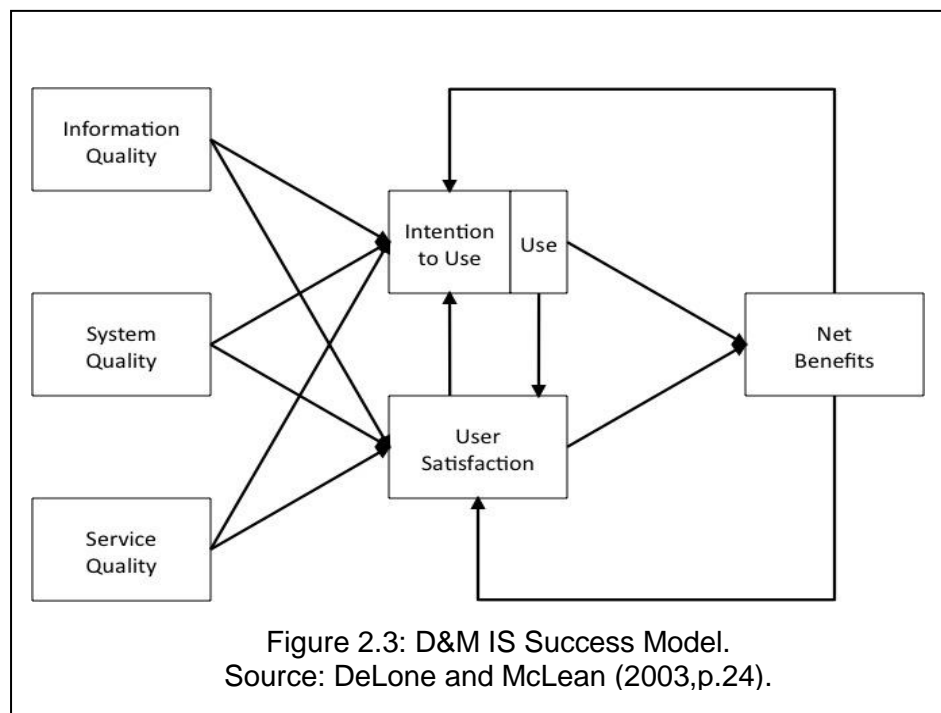 Information
Quality
Intention
to Use
Use
System
Quality
Net
Benefits
User
Satisfaction
Service
Quality
Figure 2.3: D&M IS Success Model.
Source: DeLone and McLean (2003,p.24).